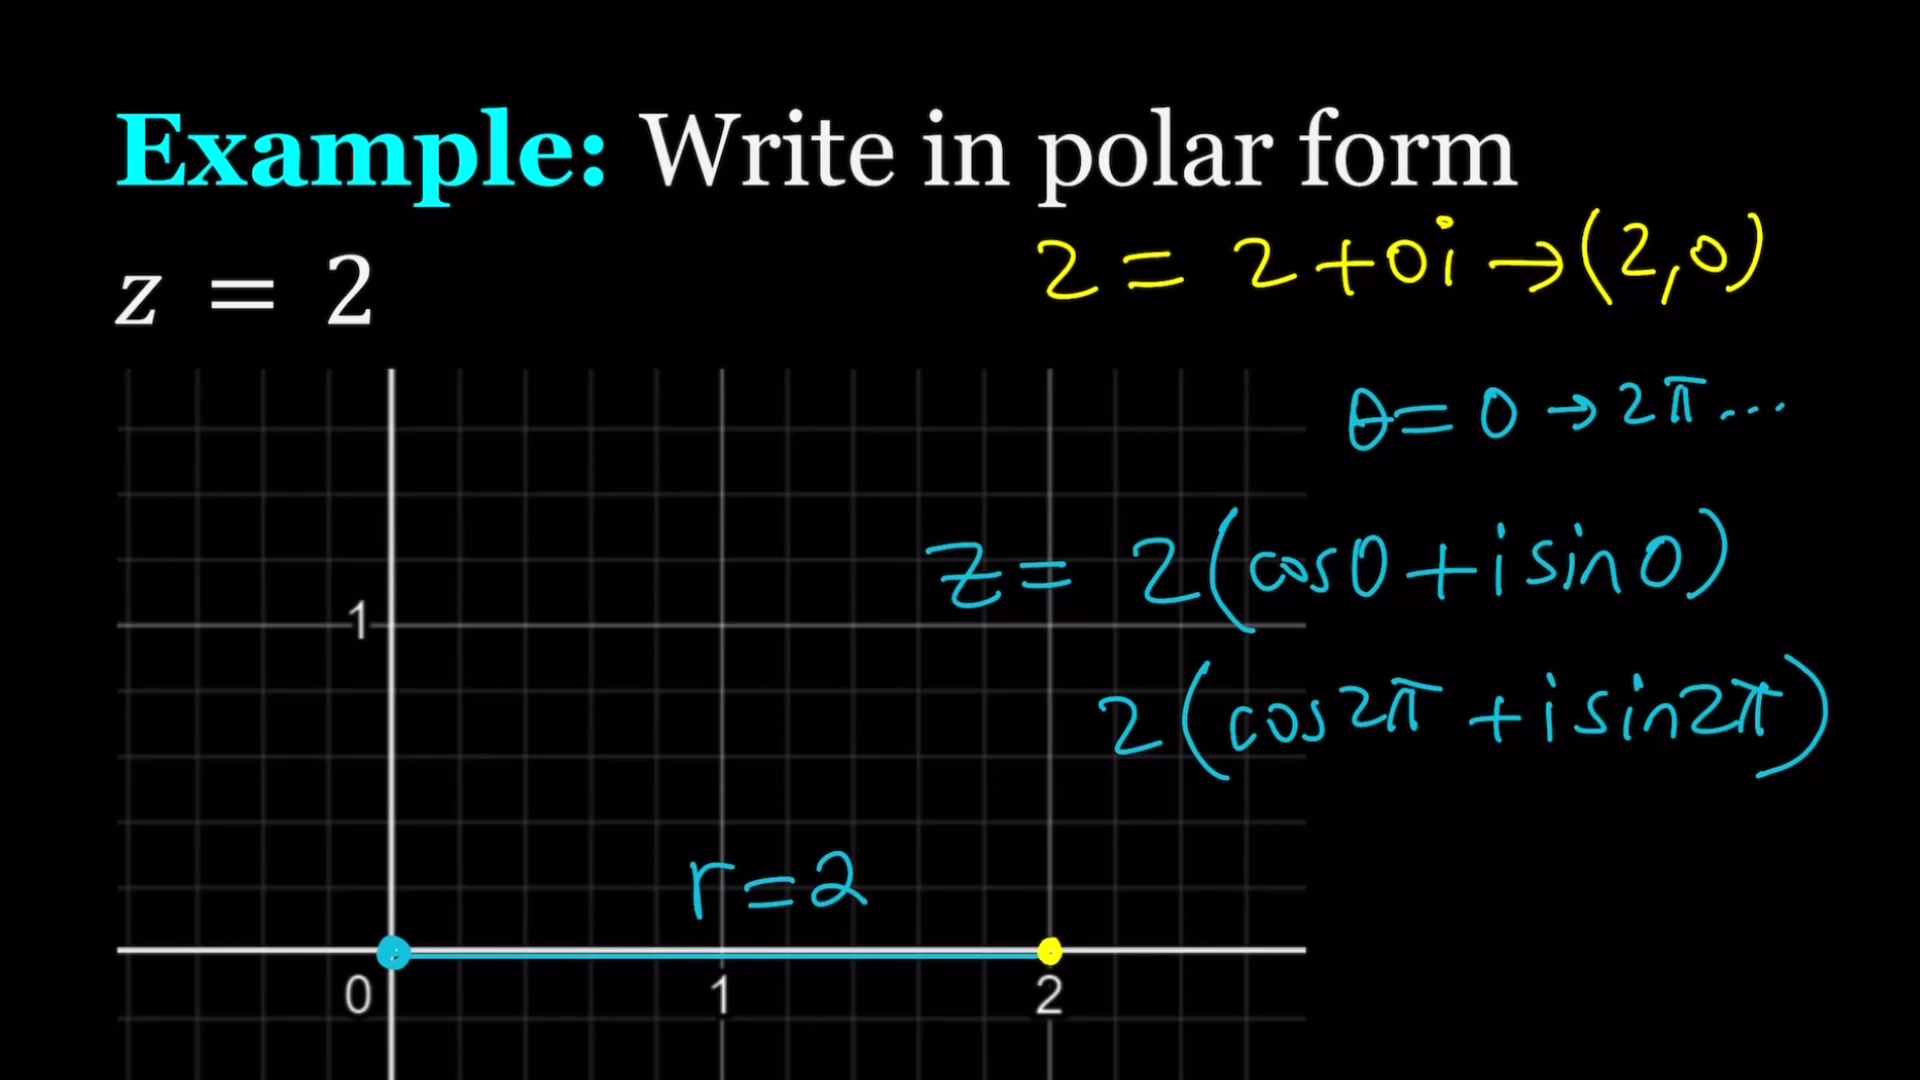 Example: Write in polar form
z = 2
2 = 2 + 0i → (2,0)
θ = 0 → 2π...
z = 2(cos0 + i sin0)
1
2(cos2π + i sin2π)
r = 2
0 1 2